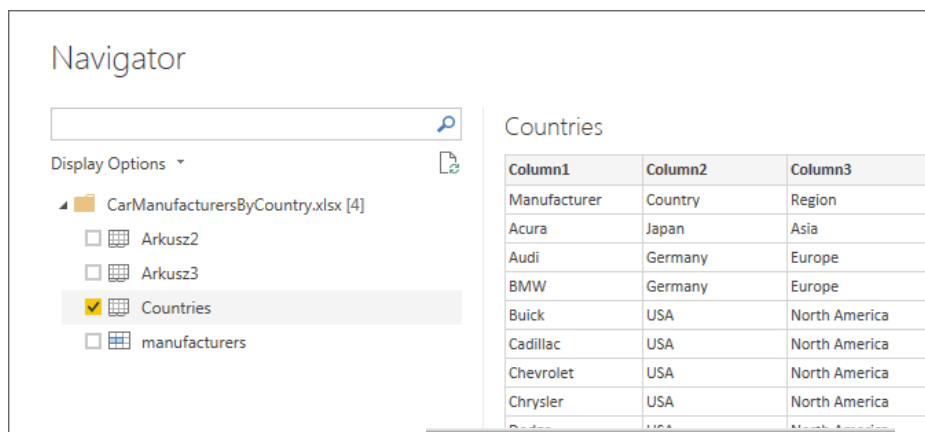 Navigator
Display Options
CarManufacturersByCountry.xlsx [4]
Arkusz2
Arkusz3
Countries
manufacturers
Countries
Column1 Column2 Column3
Manufacturer Country Region
Acura Japan Asia
Audi Germany Europe
BMW Germany Europe
Buick USA North America
Cadillac USA North America
Chevrolet USA North America
Chrysler USA North America